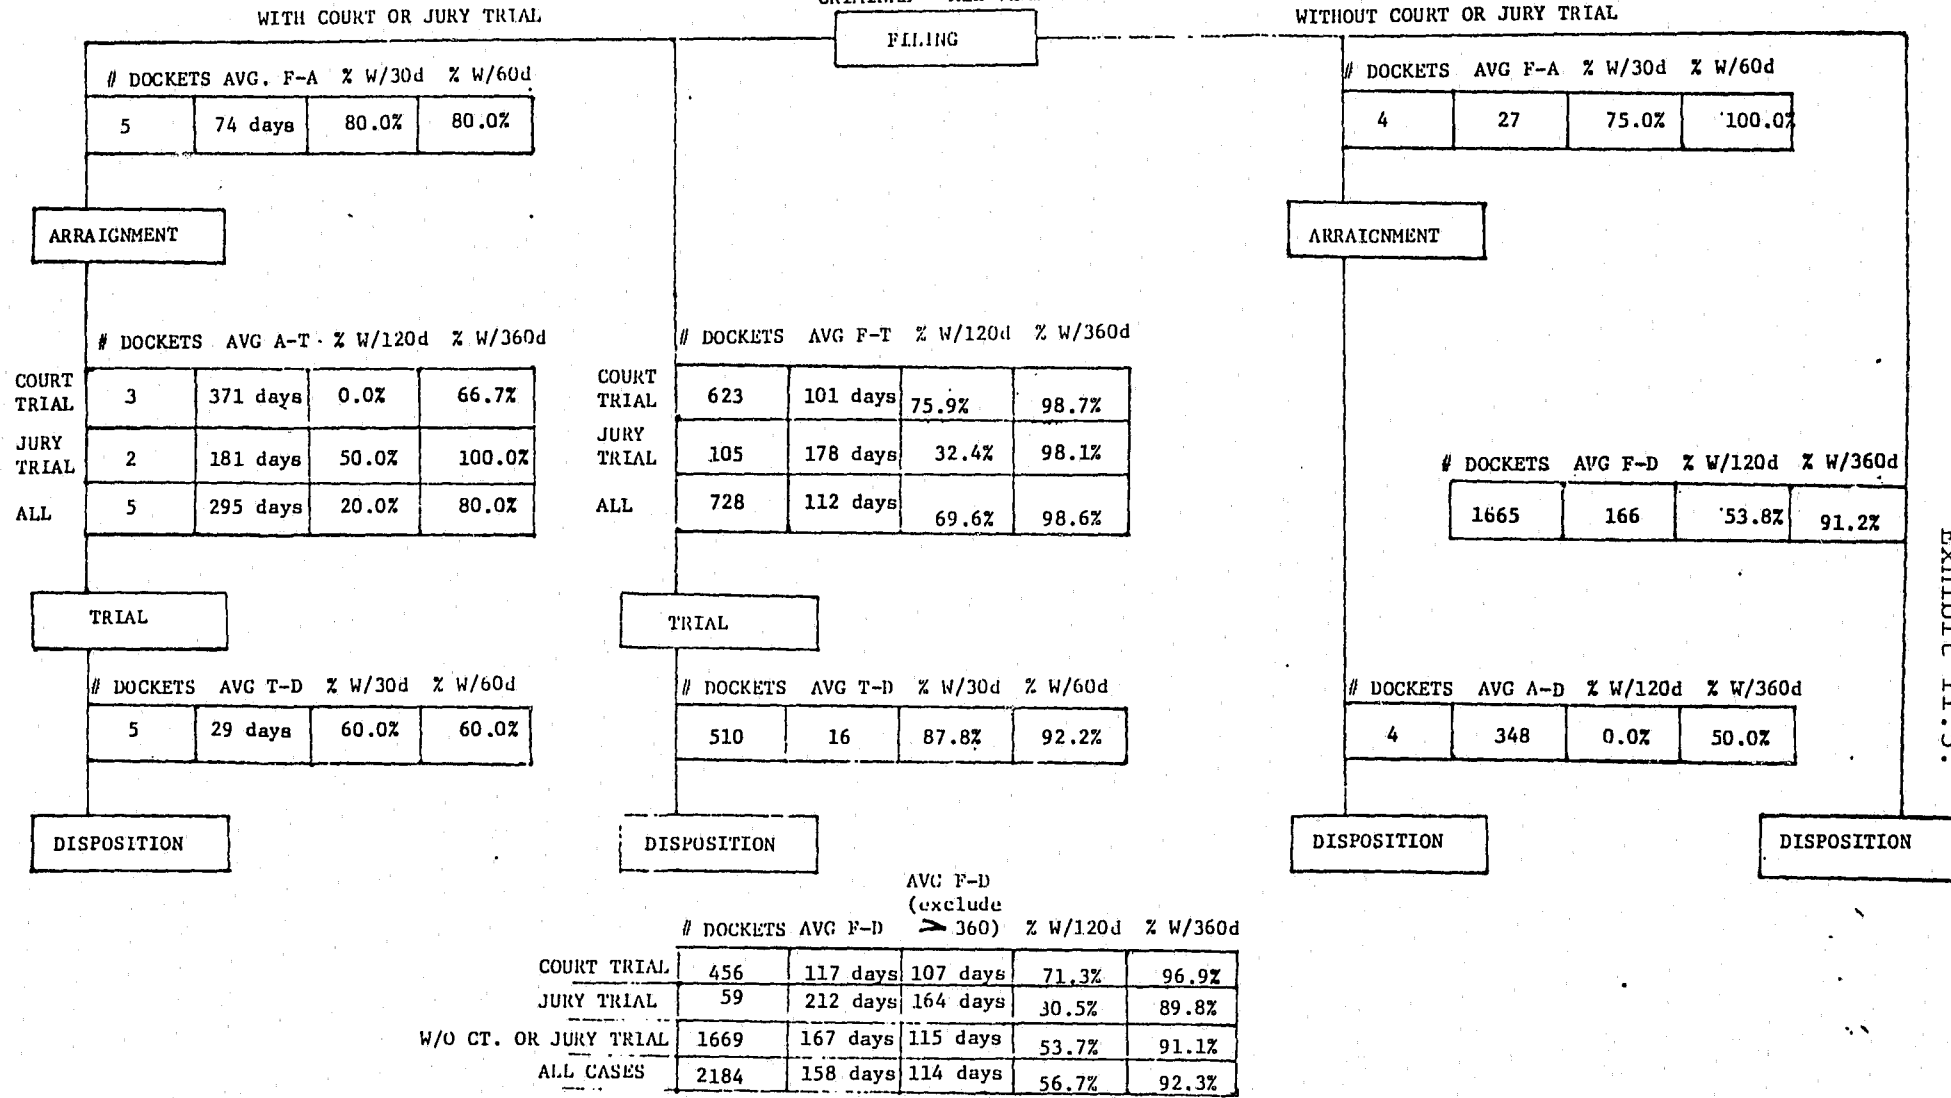 WITH COURT OR JURY TRIAL
WITHOUT COURT OR JURY TRIAL
FILING
# DOCKETS AVG. F-A % W/30d % W/60d
5 74 days 80.0% 80.0%
# DOCKETS AVG F-A % W/30d % W/60d
4 27 75.0% 100.0%
ARRAIGNMENT
ARRAIGNMENT
# DOCKETS AVG A-T % W/120d % W/360d
COURT TRIAL 3 371 days 0.0% 66.7%
JURY TRIAL 2 181 days 50.0% 100.0%
ALL 5 295 days 20.0% 80.0%
# DOCKETS AVG F-T % W/120d % W/360d
COURT TRIAL 623 101 days 75.9% 98.7%
JURY TRIAL 105 178 days 32.4% 98.1%
ALL 728 112 days 69.6% 98.6%
# DOCKETS AVG F-D % W/120d % W/360d
1665 166 53.8% 91.2%
TRIAL
TRIAL
# DOCKETS AVG T-D % W/30d % W/60d
5 29 days 60.0% 60.0%
# DOCKETS AVG T-D % W/30d % W/60d
510 16 87.8% 92.2%
# DOCKETS AVG A-D % W/120d % W/360d
4 348 0.0% 50.0%
DISPOSITION
DISPOSITION
DISPOSITION
DISPOSITION
AVG F-D
(exclude
# DOCKETS AVG F-D > 360) % W/120d % W/360d
COURT TRIAL 456 117 days 107 days 71.3% 96.9%
JURY TRIAL 59 212 days 164 days 30.5% 89.8%
W/O CT. OR JURY TRIAL 1669 167 days 115 days 53.7% 91.1%
ALL CASES 2184 158 days 114 days 56.7% 92.3%